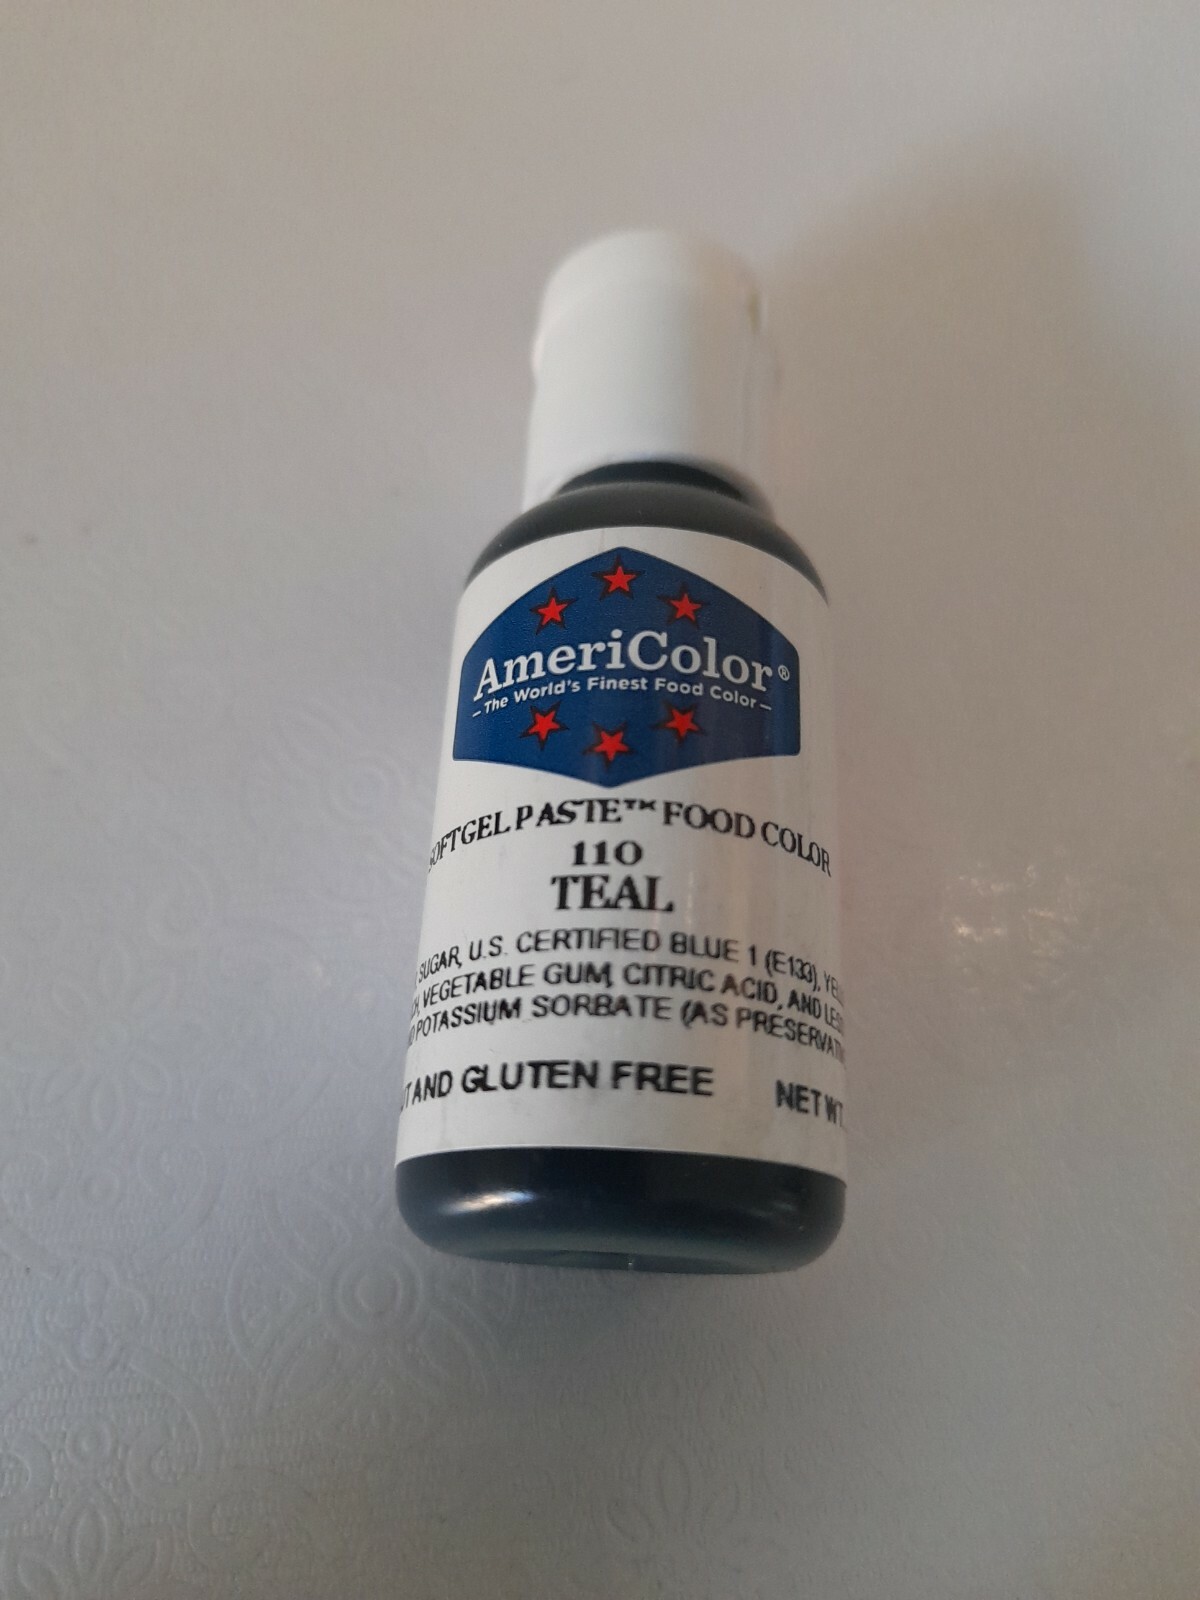 AmeriColor®
– The World's Finest Food Color –
SOFTGEL PASTE™ FOOD COLOR
110
TEAL
SUGAR, U.S. CERTIFIED BLUE 1 (E133),
VEGETABLE GUM, CITRIC ACID, AND
POTASSIUM SORBATE (AS
AND GLUTEN FREE NET WT.